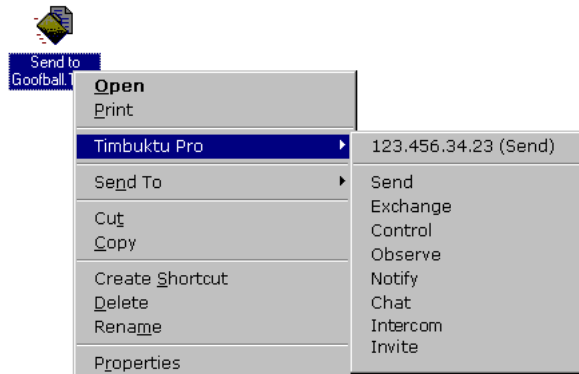 Send to
Goofball.
Open
Print
Timbuktu Pro
Send To
Cut
Copy
Create Shortcut
Delete
Rename
Properties
123.456.34.23 (Send)
Send
Exchange
Control
Observe
Notify
Chat
Intercom
Invite